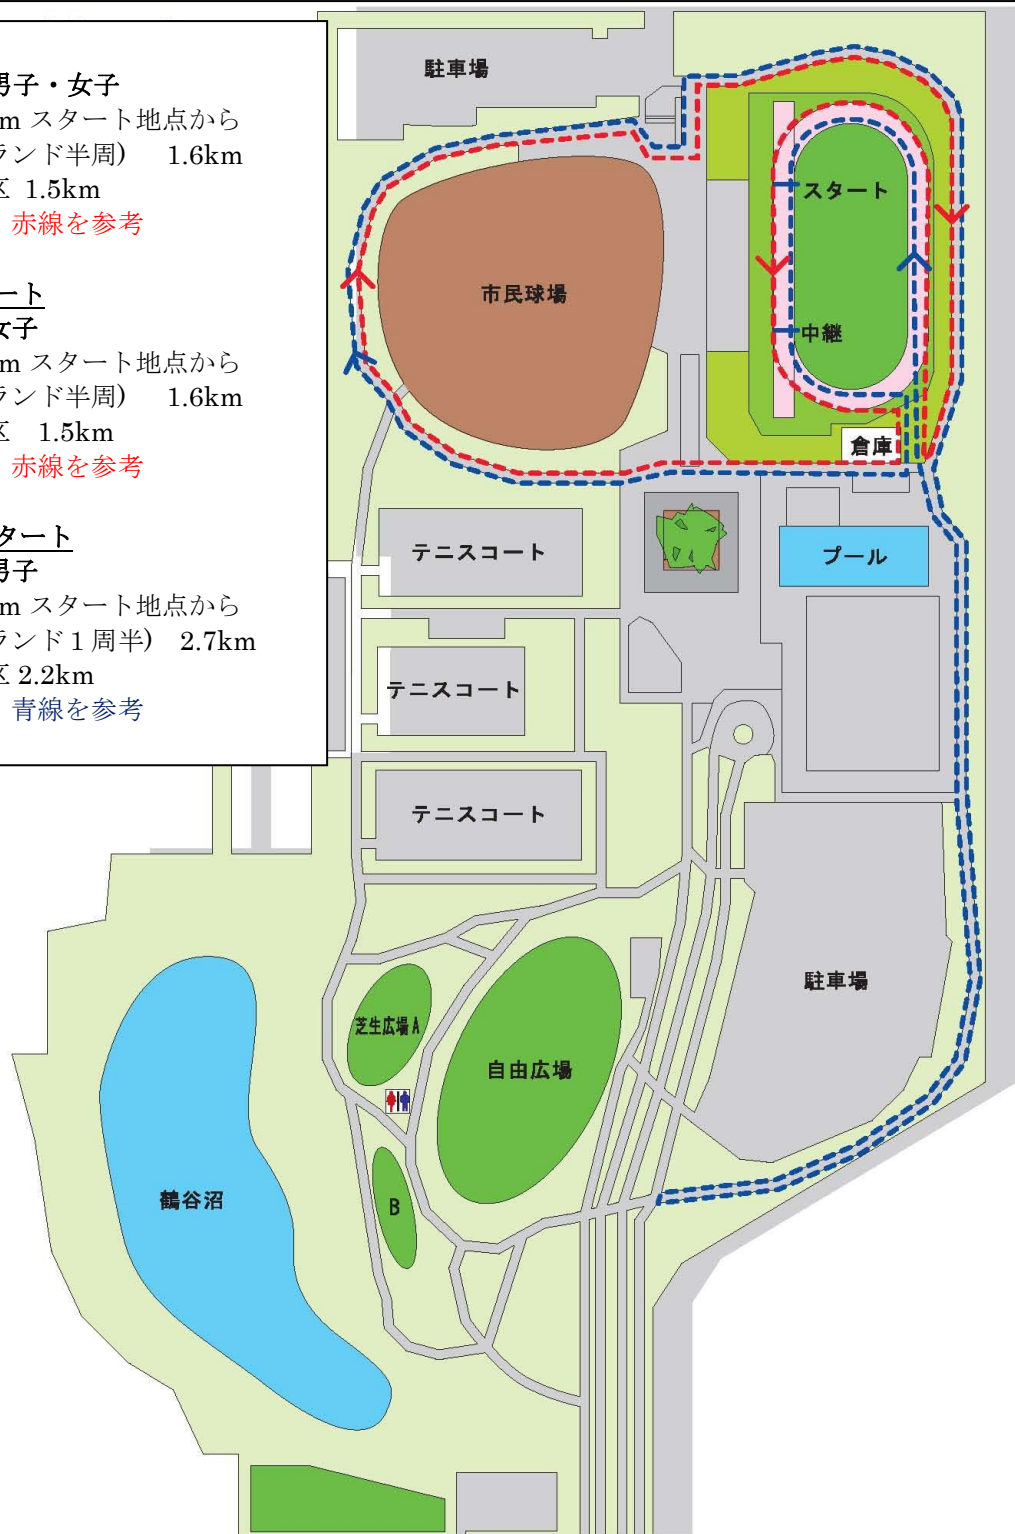 男子・女子
m スタート地点から
ランド半周) 1.6km
区 1.5km
赤線を参考
ート
女子
m スタート地点から
ランド半周) 1.6km
区 1.5km
赤線を参考
タート
男子
m スタート地点から
ランド1周半) 2.7km
区 2.2km
青線を参考
駐車場
スタート
市民球場
中継
倉庫
テニスコート
プール
テニスコート
テニスコート
駐車場
芝生広場A
自由広場
鶴谷沼
B